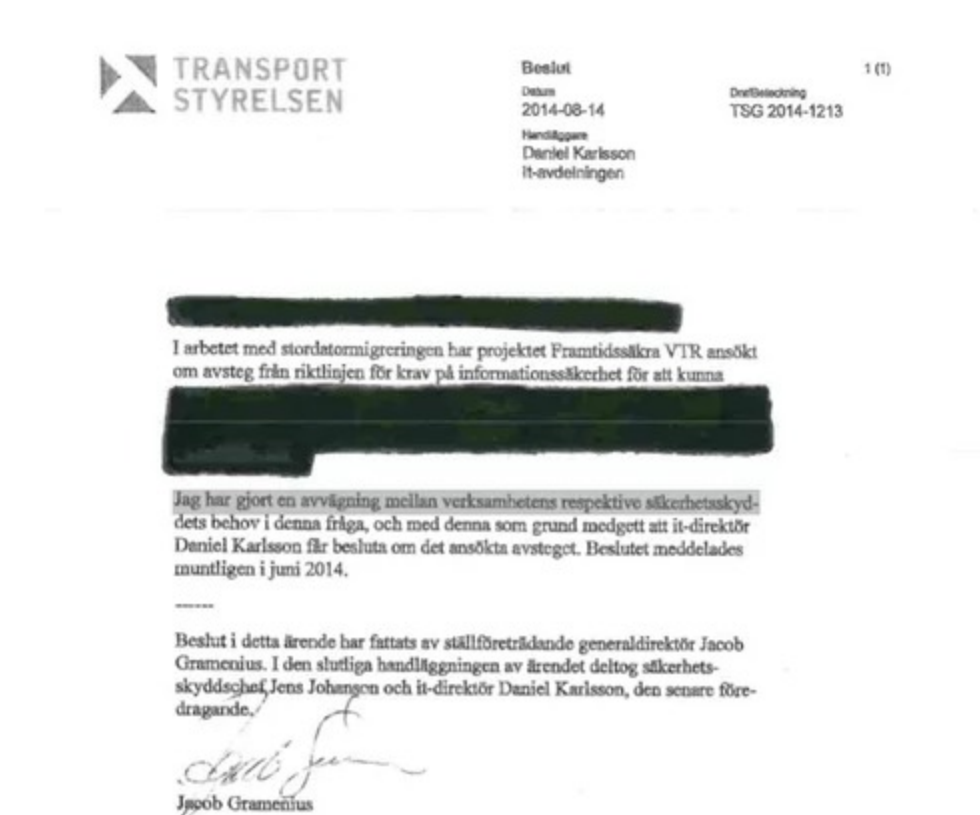 TRANSPORT
STYRELSEN
Beslut
1 (1)
Datum
2014-08-14
Dnr/Beteckning
TSG 2014-1213
Handläggare
Daniel Karlsson
It-avdelningen
I arbetet med stordatormigreringen har projektet Framtidssäkra VTR ansökt
om avsteg från riktlinjen för krav på informationssäkerhet för att kunna
Jag har gjort en avvägning mellan verksamhetens respektive säkerhetsskyd-
dets behov i denna fråga, och med denna som grund medgett att it-direktör
Daniel Karlsson får besluta om det ansökta avsteget. Beslutet meddelades
muntligen i juni 2014.
------
Beslut i detta ärende har fattats av ställföreträdande generaldirektör Jacob
Gramenius. I den slutliga handläggningen av ärendet deltog säkerhets-
skyddschef Jens Johanson och it-direktör Daniel Karlsson, den senare före-
dragande.
Jacob Gramenius